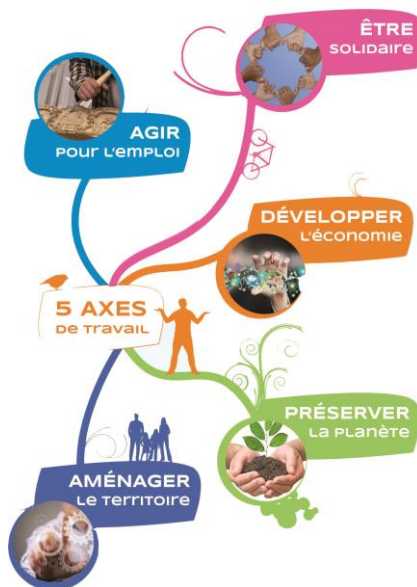 ÊTRE
SOLIDAIRE
AGIR
POUR L'EMPLOI
DÉVELOPPER
L'ÉCONOMIE
5 AXES
DE TRAVAIL
PRÉSERVER
LA PLANÈTE
AMÉNAGER
LE TERRITOIRE